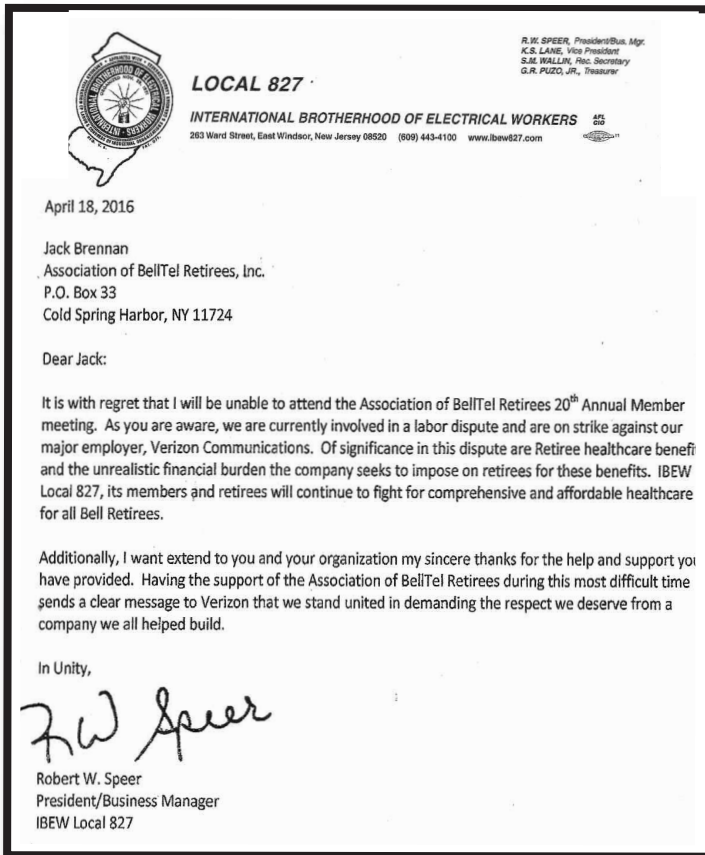 R.W. SPEER, President/Bus. Mgr.
K.S. LANE, Vice President
S.M. WALLIN, Rec. Secretary
G.R. PUZO, JR., Treasurer
LOCAL 827
INTERNATIONAL BROTHERHOOD OF ELECTRICAL WORKERS AFL CIO
263 Ward Street, East Windsor, New Jersey 08520 (609) 443-4100 www.ibew827.com
INTERNATIONAL BROTHERHOOD OF ELECTRICAL WORKERS
April 18, 2016
Jack Brennan
Association of BellTel Retirees, Inc.
P.O. Box 33
Cold Spring Harbor, NY 11724
Dear Jack:
It is with regret that I will be unable to attend the Association of BellTel Retirees 20th Annual Member
meeting. As you are aware, we are currently involved in a labor dispute and are on strike against our
major employer, Verizon Communications. Of significance in this dispute are Retiree healthcare benefi
and the unrealistic financial burden the company seeks to impose on retirees for these benefits. IBEW
Local 827, its members and retirees will continue to fight for comprehensive and affordable healthcare
for all Bell Retirees.
Additionally, I want extend to you and your organization my sincere thanks for the help and support you
have provided. Having the support of the Association of BellTel Retirees during this most difficult time
sends a clear message to Verizon that we stand united in demanding the respect we deserve from a
company we all helped build.
In Unity,
RW Speer
Robert W. Speer
President/Business Manager
IBEW Local 827